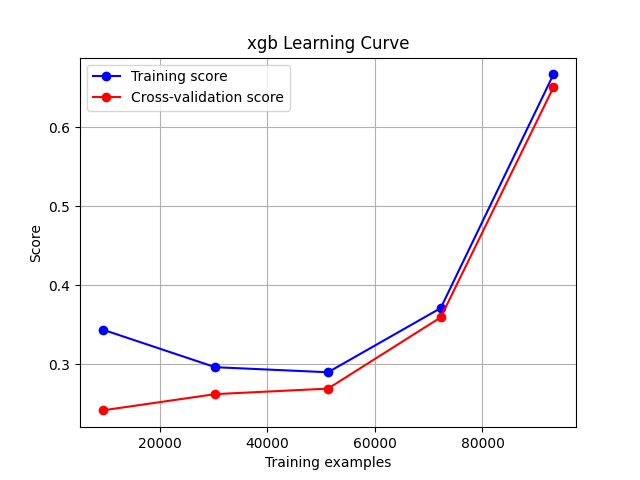 xgb Learning Curve
Training score
Cross-validation score
0.6
0.5
0.4
0.3
Score
20000 40000 60000 80000
Training examples